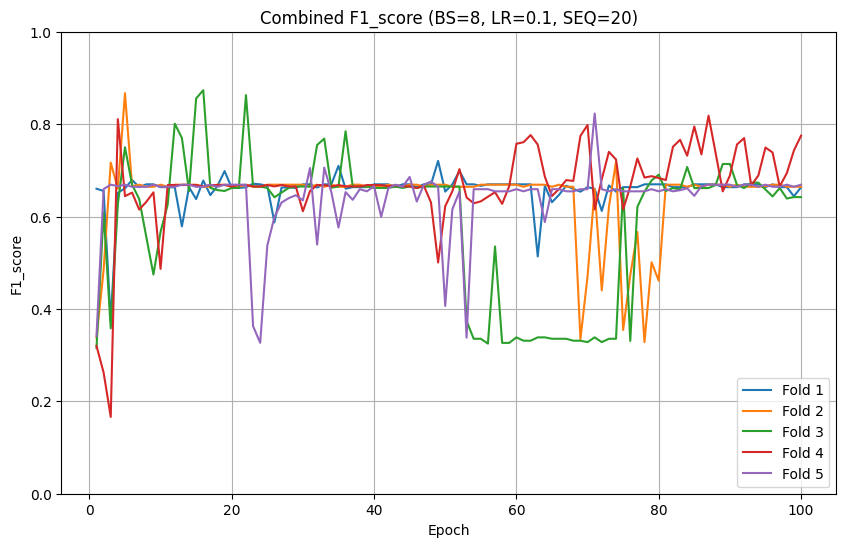 Combined F1_score (BS=8, LR=0.1, SEQ=20)
1.0
0.8
0.6
0.4
0.2
0.0
F1_score
0 20 40 60 80 100
Epoch
Fold 1
Fold 2
Fold 3
Fold 4
Fold 5